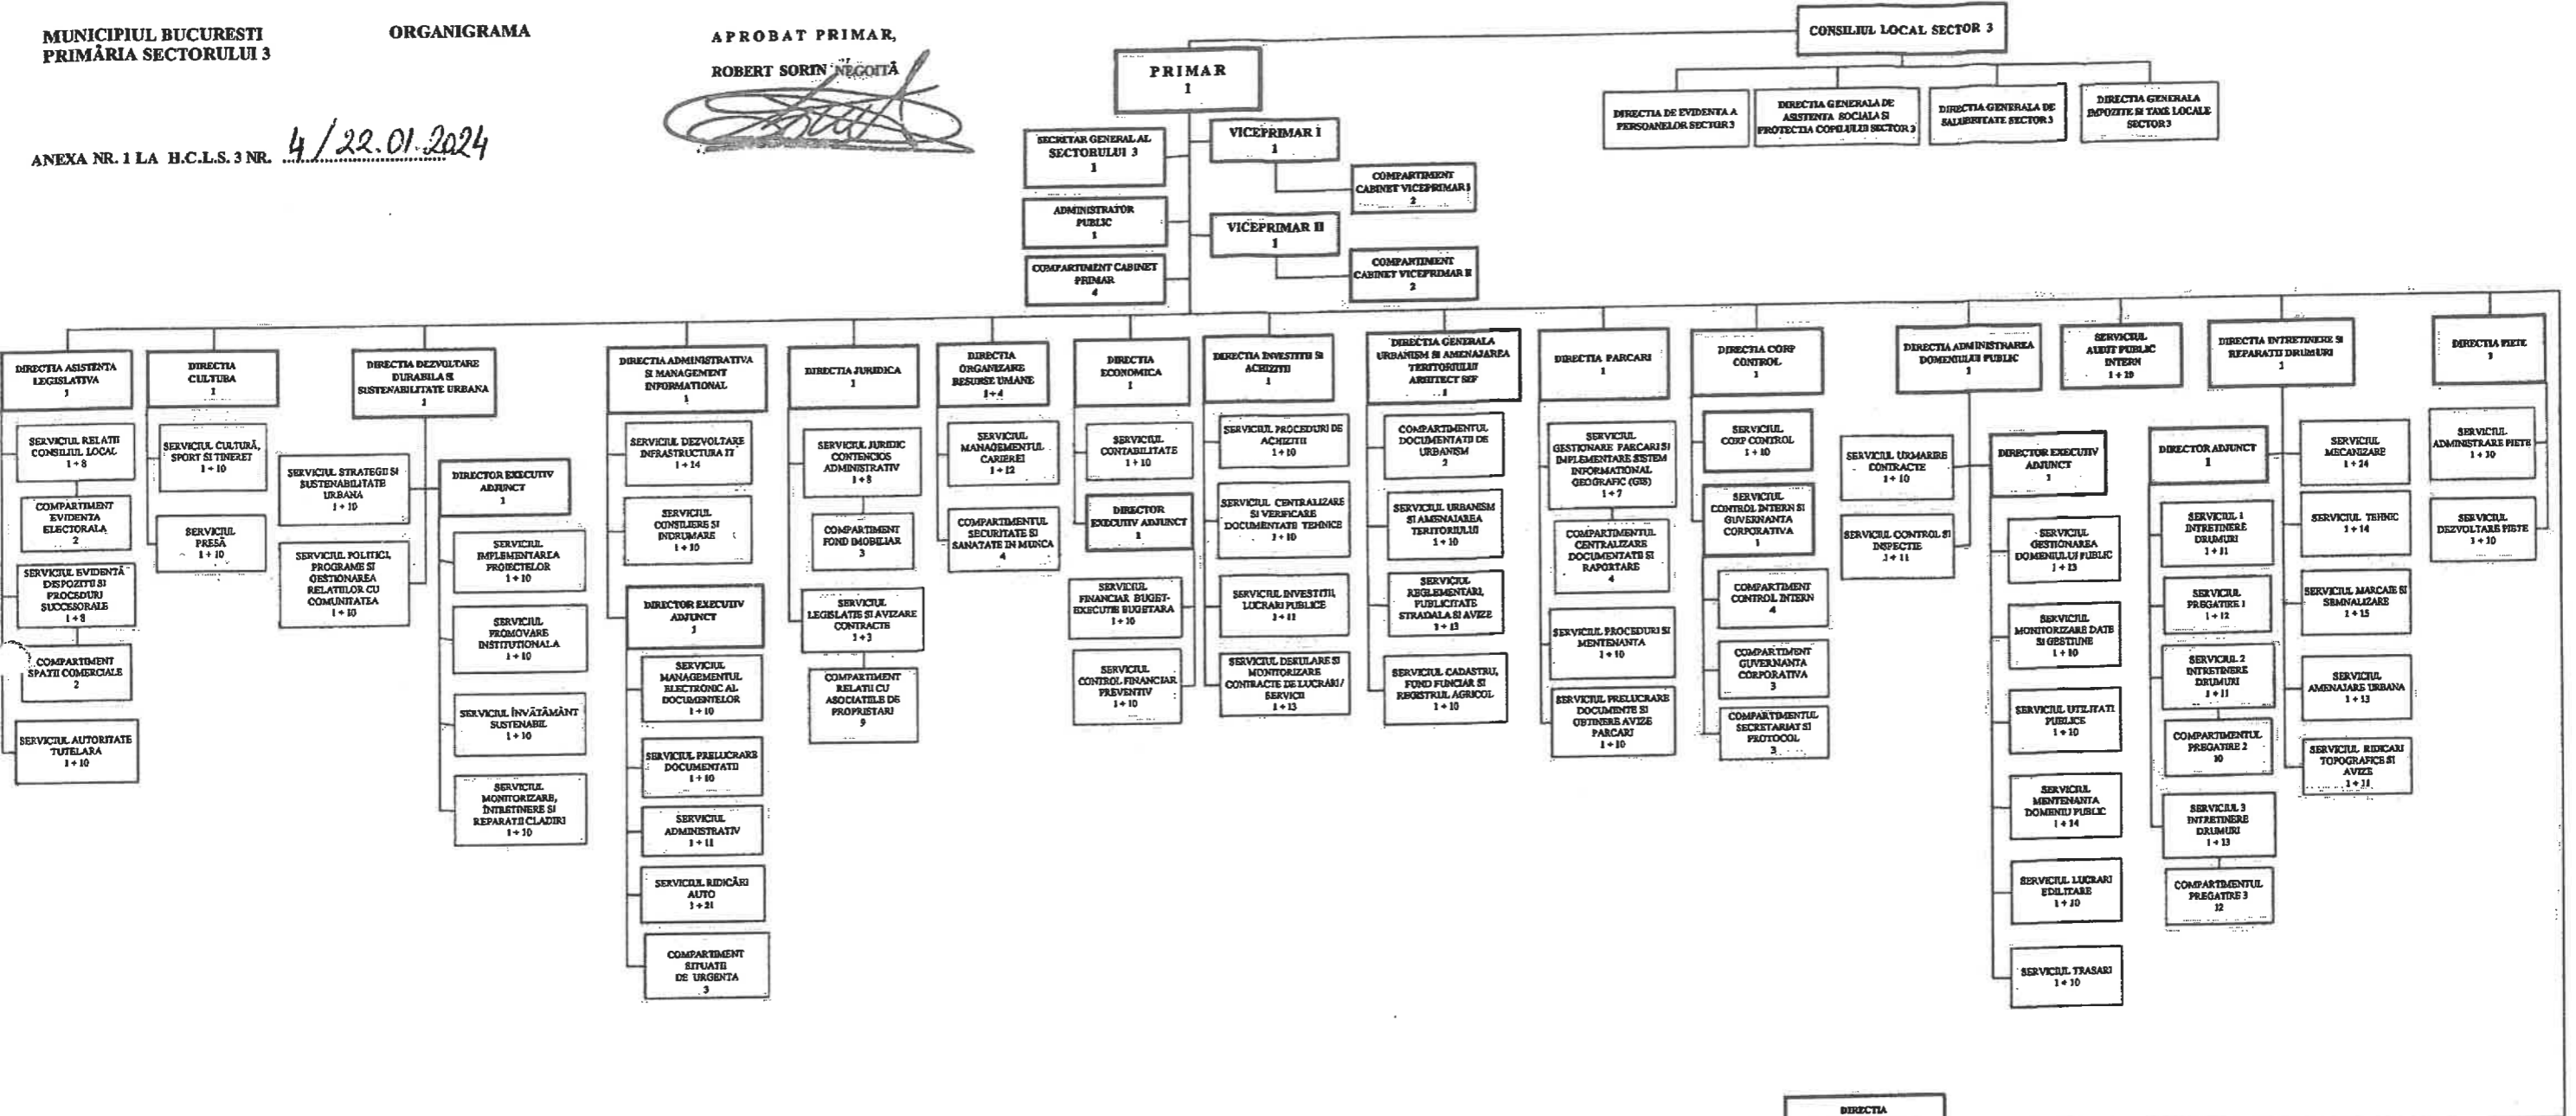 MUNICIPIUL BUCURESTI
PRIMĂRIA SECTORULUI 3
ORGANIGRAMA
APROBAT PRIMAR,
ROBERT SORIN NEGOITĂ
ANEXA NR. 1 LA H.C.L.S. 3 NR. 4/22.01.2024
CONSILIUL LOCAL SECTOR 3
PRIMAR
1
DIRECTIA DE EVIDENTA A
PERSOANELOR SECTOR 3
DIRECTIA GENERALA DE
ASISTENTA SOCIALA SI
PROTECTIA COPILULUI SECTOR 3
DIRECTIA GENERALA DE
SALUBRITATE SECTOR 3
DIRECTIA GENERALA
IMPOZITE SI TAXE LOCALE
SECTOR 3
SECRETAR GENERAL AL
SECTORULUI 3
1
VICEPRIMAR I
1
COMPARTIMENT
CABINET VICEPRIMAR I
2
ADMINISTRATOR
PUBLIC
1
VICEPRIMAR II
1
COMPARTIMENT CABINET
PRIMAR
4
COMPARTIMENT
CABINET VICEPRIMAR II
2
DIRECTIA ASISTENTA
LEGISLATIVA
1
SERVICIUL RELATII
CONSILIUL LOCAL
1 + 8
COMPARTIMENT
EVIDENTA
ELECTORALA
2
SERVICIUL EVIDENTĂ
DISPOZITII SI
PROCEDURI
SUCCESORALE
1 + 8
COMPARTIMENT
SPATII COMERCIALE
2
SERVICIUL AUTORITATE
TUTELARA
1 + 10
DIRECTIA
CULTURA
1
SERVICIUL CULTURĂ,
SPORT SI TINERET
1 + 10
SERVICIUL
PRESĂ
1 + 10
DIRECTIA DEZVOLTARE
DURABILA SI
SUSTENABILITATE URBANA
1
SERVICIUL STRATEGII SI
SUSTENABILITATE
URBANA
1 + 10
SERVICIUL POLITICI,
PROGRAME SI
GESTIONAREA
RELATIILOR CU
COMUNITATEA
1 + 10
DIRECTOR EXECUTIV
ADJUNCT
1
SERVICIUL
IMPLEMENTAREA
PROIECTELOR
1 + 10
SERVICIUL
PROMOVARE
INSTITUTIONALA
1 + 10
SERVICIUL ÎNVĂTĂMÂNT
SUSTENABIL
1 + 10
SERVICIUL
MONITORIZARE,
ÎNTRETINERE SI
REPARATII CLADIRI
1 + 10
DIRECTIA ADMINISTRATIVA
SI MANAGEMENT
INFORMATIONAL
1
SERVICIUL DEZVOLTARE
INFRASTRUCTURA IT
1 + 14
SERVICIUL
CONSILIERE SI
INDRUMARE
1 + 10
DIRECTOR EXECUTIV
ADJUNCT
1
SERVICIUL
MANAGEMENTUL
ELECTRONIC AL
DOCUMENTELOR
1 + 10
SERVICIUL PRELUCRARE
DOCUMENTATII
1 + 10
SERVICIUL
ADMINISTRATIV
1 + 11
SERVICIUL RIDICĂRI
AUTO
1 + 21
COMPARTIMENT
SITUATII
DE URGENTA
3
DIRECTIA JURIDICA
1
SERVICIUL JURIDIC
CONTENCIOS
ADMINISTRATIV
1 + 8
COMPARTIMENT
FOND IMOBILIAR
3
SERVICIUL
LEGISLATIE SI AVIZARE
CONTRACTE
1 + 3
COMPARTIMENT
RELATII CU
ASOCIATIILE DE
PROPRIETARI
9
DIRECTIA
ORGANIZARE
RESURSE UMANE
1+4
SERVICIUL
MANAGEMENTUL
CARIEREI
1 + 12
COMPARTIMENTUL
SECURITATE SI
SANATATE IN MUNCA
4
DIRECTIA
ECONOMICA
1
SERVICIUL
CONTABILITATE
1 + 10
DIRECTOR
EXECUTIV ADJUNCT
1
SERVICIUL
FINANCIAR BUGET-
EXECUTIE BUGETARA
1 + 10
SERVICIUL
CONTROL FINANCIAR
PREVENTIV
1 + 10
DIRECTIA INVESTITII SI
ACHIZITII
1
SERVICIUL PROCEDURI DE
ACHIZITII
1 + 10
SERVICIUL CENTRALIZARE
SI VERIFICARE
DOCUMENTATII TEHNICE
1 + 10
SERVICIUL INVESTITII,
LUCRARI PUBLICE
1 + 11
SERVICIUL DERULARE SI
MONITORIZARE
CONTRACTE DE LUCRĂRI/
SERVICII
1 + 13
DIRECTIA GENERALA
URBANISM SI AMENAJAREA
TERITORIULUI
ARHITECT SEF
1
COMPARTIMENTUL
DOCUMENTATII DE
URBANISM
2
SERVICIUL URBANISM
SI AMENAJAREA
TERITORIULUI
1 + 10
SERVICIUL
REGLEMENTARI,
PUBLICITATE
STRADALA SI AVIZE
1 + 13
SERVICIUL CADASTRU,
FOND FUNCIAR SI
REGISTRUL AGRICOL
1 + 10
DIRECTIA PARCARI
1
SERVICIUL
GESTIONARE PARCARI SI
IMPLEMENTARE SISTEM
INFORMATIONAL
GEOGRAFIC (GIS)
1 + 7
COMPARTIMENTUL
CENTRALIZARE
DOCUMENTATII SI
RAPORTARE
4
SERVICIUL PROCEDURI SI
MENTENANTA
1 + 10
SERVICIUL PRELUCRARE
DOCUMENTE SI
OBTINERE AVIZE
PARCARI
1 + 10
DIRECTIA CORP
CONTROL
1
SERVICIUL
CORP CONTROL
1 + 10
SERVICIUL
CONTROL INTERN SI
GUVERNANTA
CORPORATIVA
1
COMPARTIMENT
CONTROL INTERN
4
COMPARTIMENT
GUVERNANTA
CORPORATIVA
3
COMPARTIMENTUL
SECRETARIAT SI
PROTOCOL
3
DIRECTIA ADMINISTRAREA
DOMENIULUI PUBLIC
1
SERVICIUL URMARIRE
CONTRACTE
1 + 10
SERVICIUL CONTROL SI
INSPECTIE
1 + 11
DIRECTOR EXECUTIV
ADJUNCT
1
SERVICIUL
GESTIONAREA
DOMENIULUI PUBLIC
1 + 13
SERVICIUL
MONITORIZARE DATE
SI GESTIUNE
1 + 10
SERVICIUL UTILITATI
PUBLICE
1 + 10
SERVICIUL
MENTENANTA
DOMENIU PUBLIC
1 + 14
SERVICIUL LUCRARI
EDILITARE
1 + 10
SERVICIUL TRASARI
1 + 10
SERVICIUL
AUDIT PUBLIC
INTERN
1 + 10
DIRECTIA INTRETINERE SI
REPARATII DRUMURI
1
DIRECTOR ADJUNCT
1
SERVICIUL 1
INTRETINERE
DRUMURI
1 + 11
SERVICIUL
PREGATIRE 1
1 + 12
SERVICIUL 2
INTRETINERE
DRUMURI
1 + 11
COMPARTIMENTUL
PREGATIRE 2
10
SERVICIUL 3
INTRETINERE
DRUMURI
1 + 13
COMPARTIMENTUL
PREGATIRE 3
12
SERVICIUL
MECANIZARE
1 + 24
SERVICIUL TEHNIC
1 + 14
SERVICIUL MARCAJE SI
SEMNALIZARE
1 + 15
SERVICIUL
AMENAJARE URBANA
1 + 13
SERVICIUL RIDICARI
TOPOGRAFICE SI
AVIZE
1 + 11
DIRECTIA PIETE
1
SERVICIUL
ADMINISTRARE PIETE
1 + 10
SERVICIUL
DEZVOLTARE PIETE
1 + 10
DIRECTIA